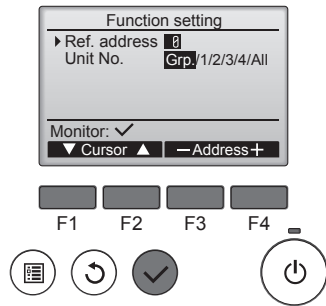 Function setting
Ref. address 0
Unit No. Grp./1/2/3/4/All
Monitor: ✓
▼ Cursor ▲ －Address＋
F1 F2 F3 F4